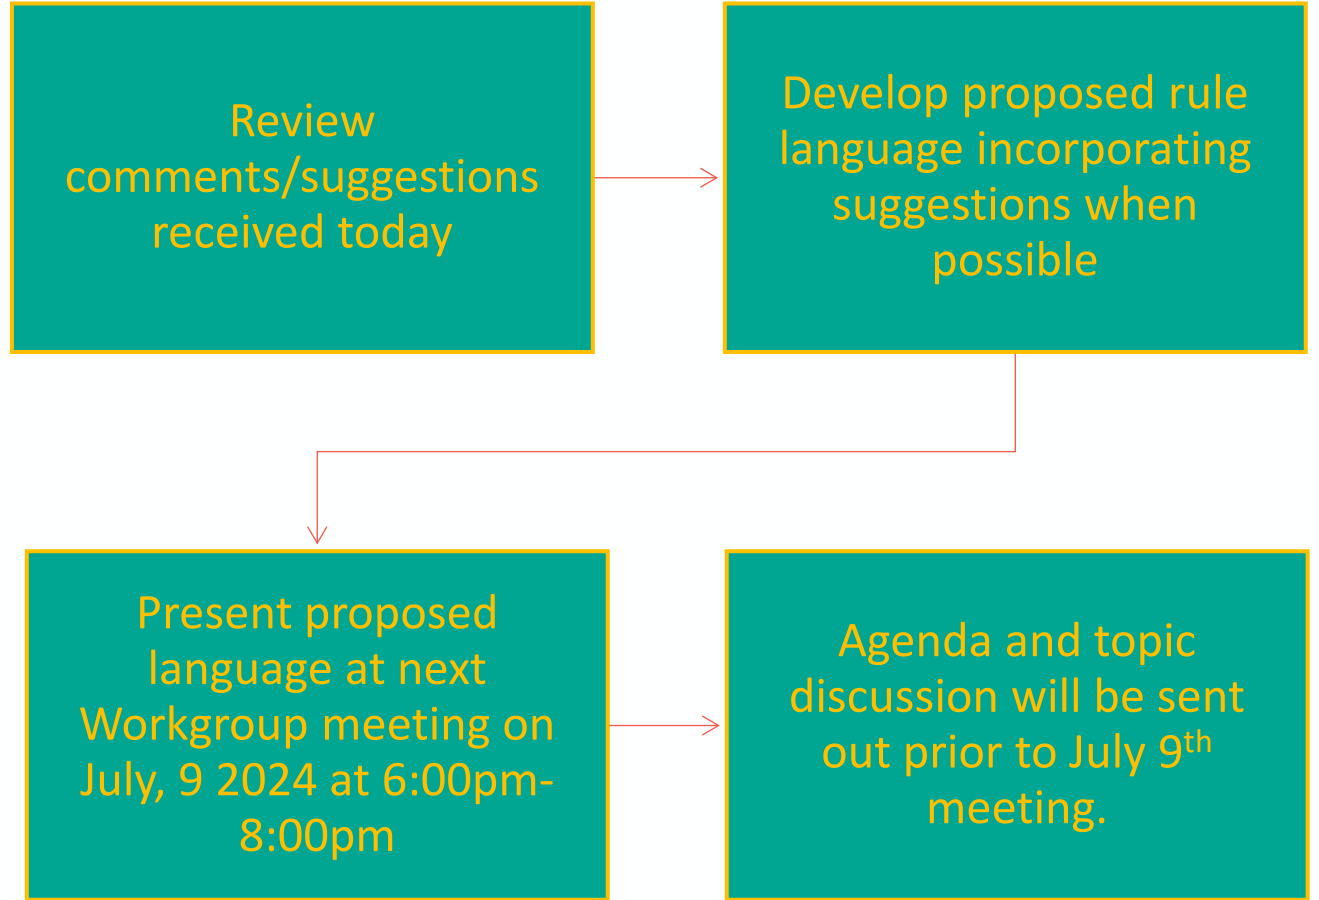 Review
comments/suggestions
received today
Develop proposed rule
language incorporating
suggestions when
possible
Present proposed
language at next
Workgroup meeting on
July, 9 2024 at 6:00pm-
8:00pm
Agenda and topic
discussion will be sent
out prior to July 9th
meeting.